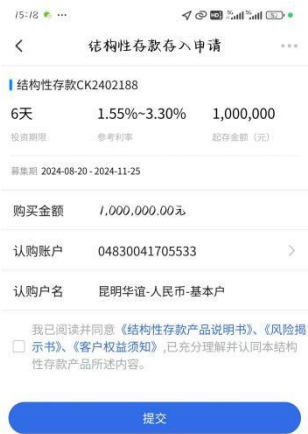 15:18
结构性存款存入申请
结构性存款CK2402188
6天 1.55%~3.30% 1,000,000
投资期限 参考利率 起存金额（元）
募集期 2024-08-20 - 2024-11-25
购买金额 1,000,000.00元
认购账户 04830041705533
认购户名 昆明华谊-人民币-基本户
我已阅读并同意《结构性存款产品说明书》、《风险揭
示书》、《客户权益须知》,已充分理解并认同本结构
性存款产品所述内容。
提交